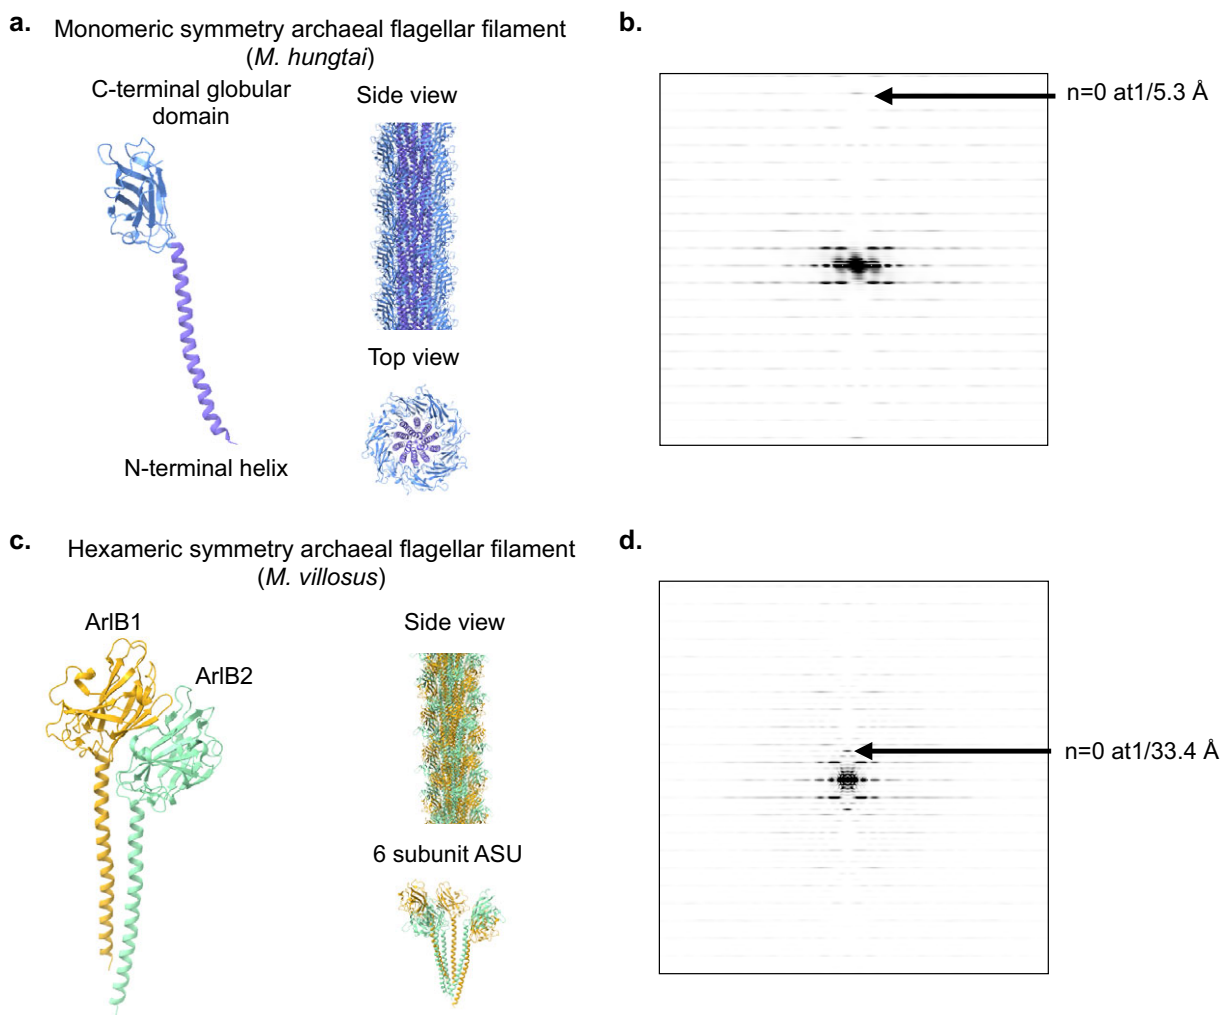 a.
Monomeric symmetry archaeal flagellar filament
(M. hungtai)
C-terminal globular
domain
Side view
Top view
N-terminal helix
b.
n=0 at1/5.3 Å
c.
Hexameric symmetry archaeal flagellar filament
(M. villosus)
ArlB1
ArlB2
Side view
6 subunit ASU
d.
n=0 at1/33.4 Å